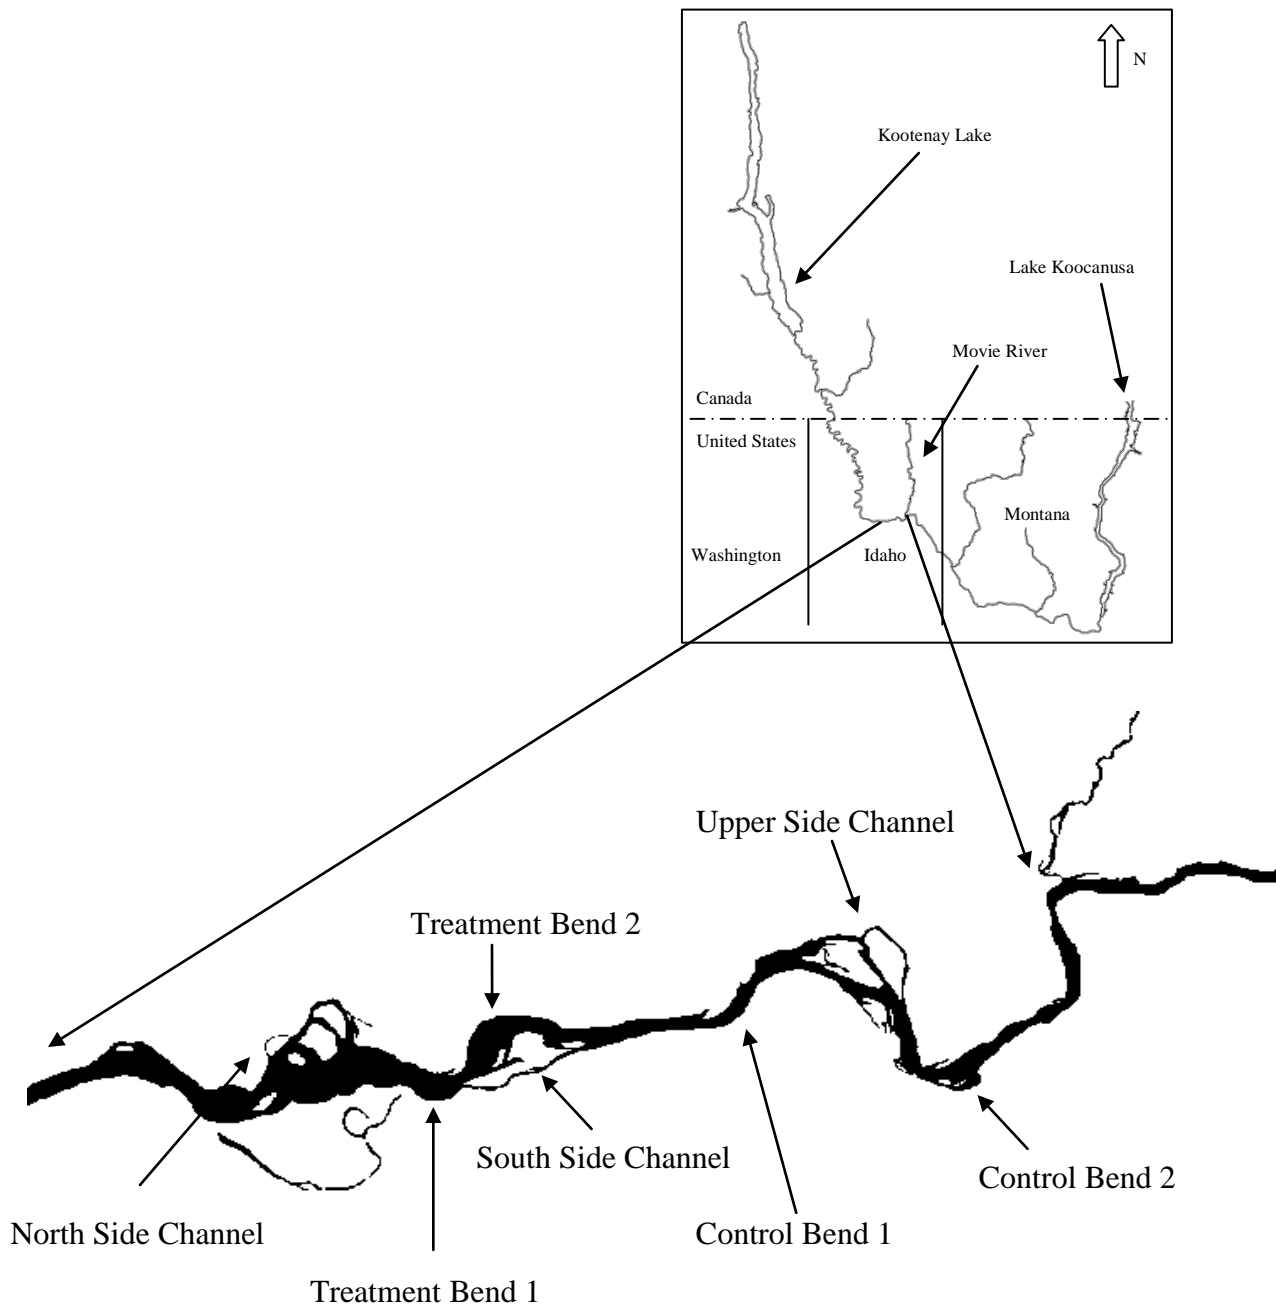 N
Kootenay Lake
Lake Koocanusa
Movie River
Canada
United States
Montana
Washington
Idaho
Upper Side Channel
Treatment Bend 2
South Side Channel
Control Bend 2
North Side Channel
Control Bend 1
Treatment Bend 1